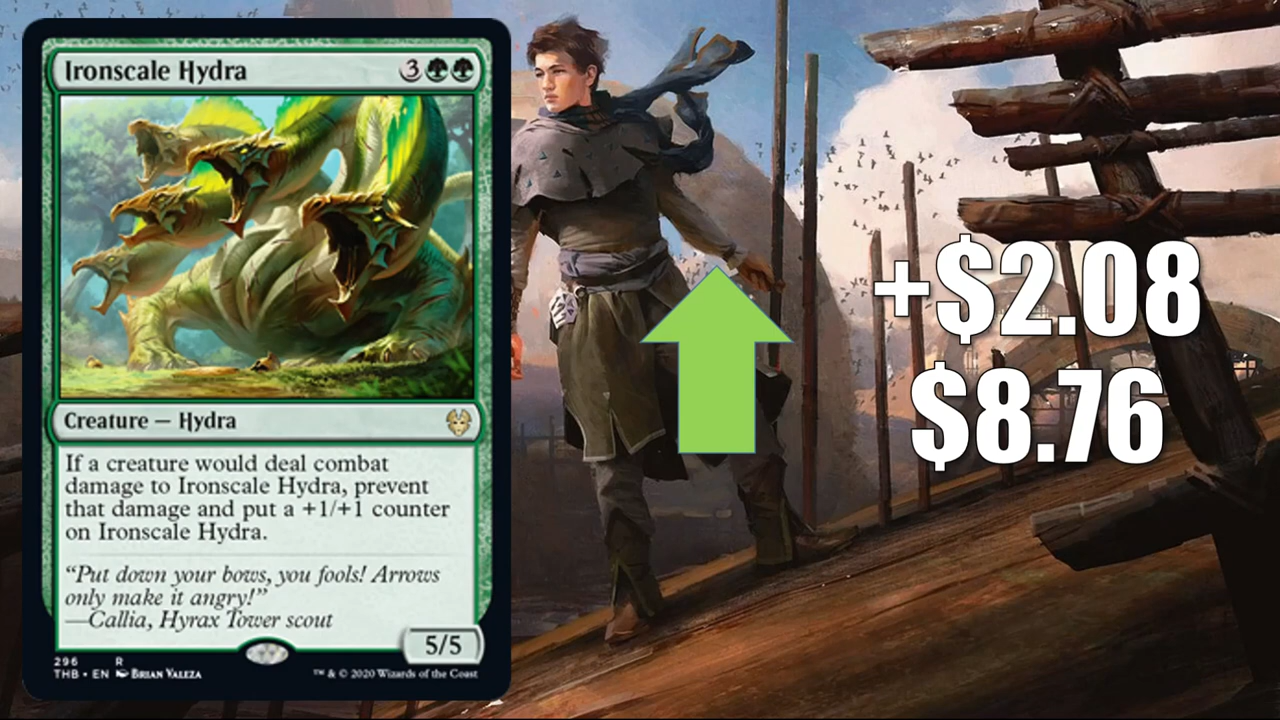 Ironscale Hydra 3
Creature — Hydra
If a creature would deal combat
damage to Ironscale Hydra, prevent
that damage and put a +1/+1 counter
on Ironscale Hydra.
“Put down your bows, you fools! Arrows
only make it angry!”
—Callia, Hyrax Tower scout
5/5
296 R
THB • EN BRIAN VALEZA
™ & © 2020 Wizards of the Coast
+$2.08
$8.76